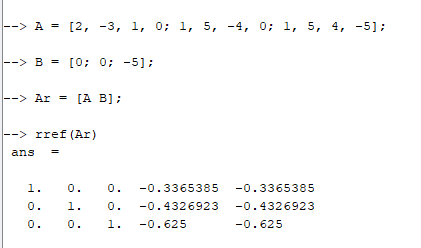 --> A = [2, -3, 1, 0; 1, 5, -4, 0; 1, 5, 4, -5];
--> B = [0; 0; -5];
--> Ar = [A B];
--> rref(Ar)
ans =
1. 0. 0. -0.3365385 -0.3365385
0. 1. 0. -0.4326923 -0.4326923
0. 0. 1. -0.625 -0.625